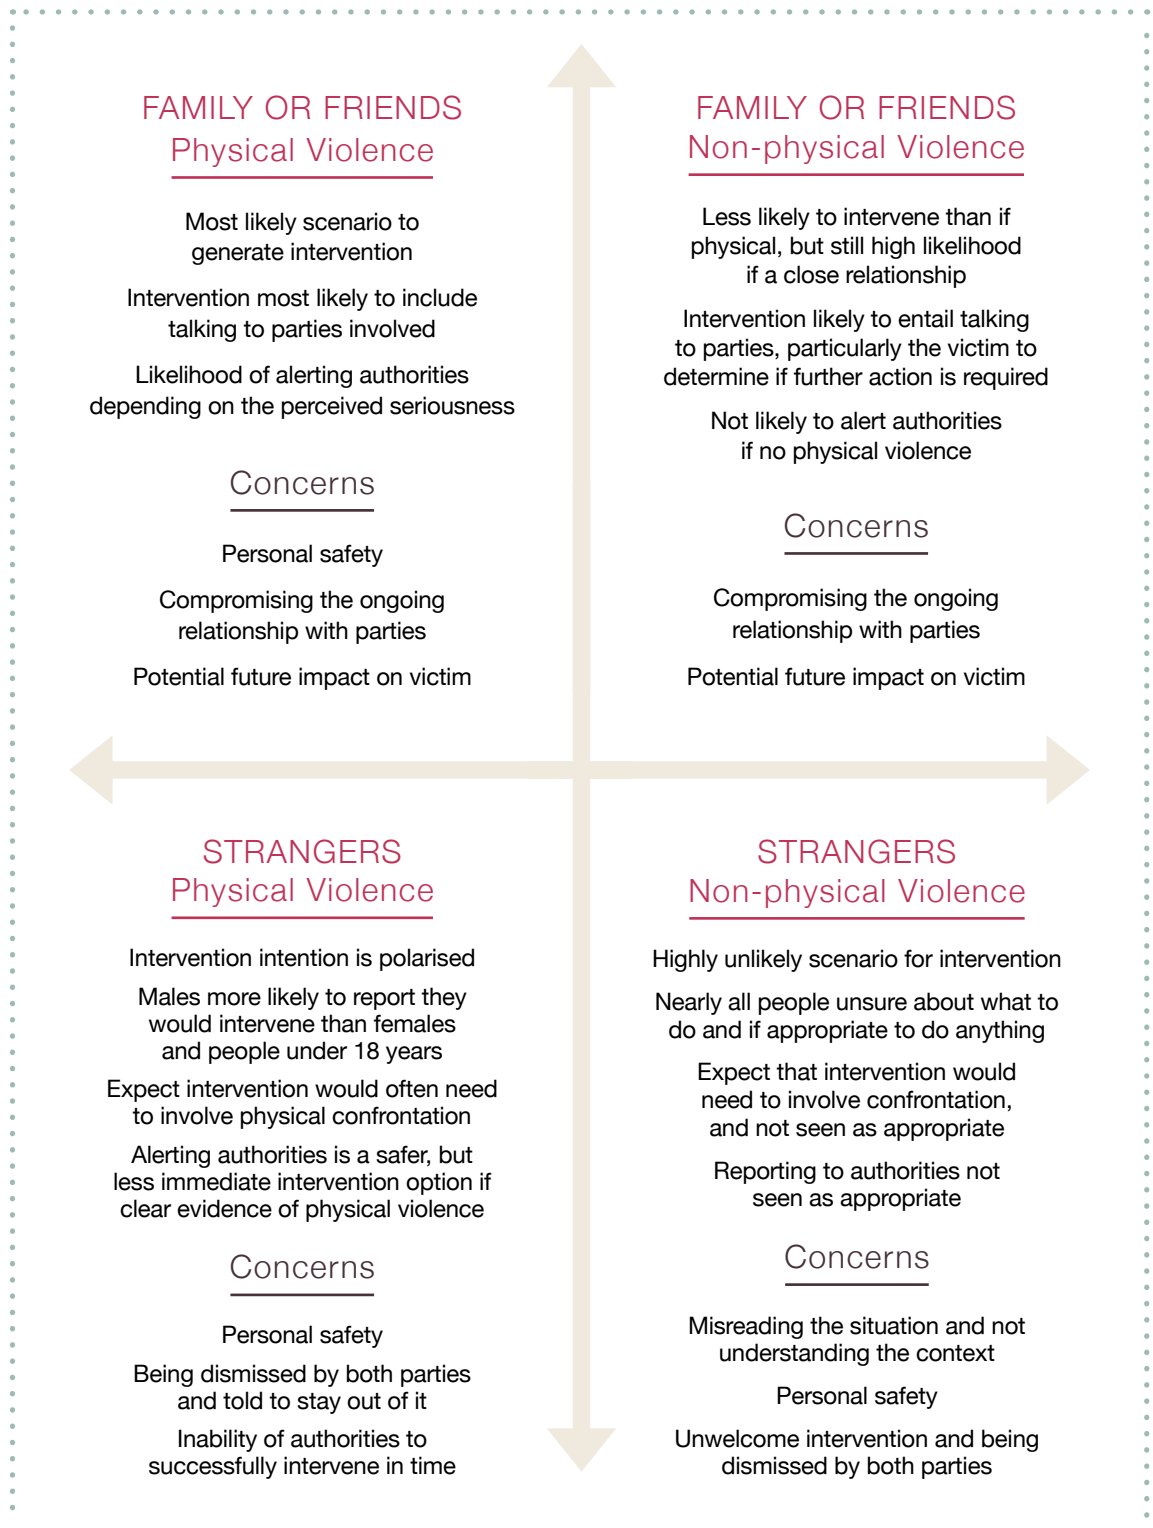 FAMILY OR FRIENDS
Physical Violence
Most likely scenario to
generate intervention
Intervention most likely to include
talking to parties involved
Likelihood of alerting authorities
depending on the perceived seriousness
Concerns
Personal safety
Compromising the ongoing
relationship with parties
Potential future impact on victim
FAMILY OR FRIENDS
Non-physical Violence
Less likely to intervene than if
physical, but still high likelihood
if a close relationship
Intervention likely to entail talking
to parties, particularly the victim to
determine if further action is required
Not likely to alert authorities
if no physical violence
Concerns
Compromising the ongoing
relationship with parties
Potential future impact on victim
STRANGERS
Physical Violence
Intervention intention is polarised
Males more likely to report they
would intervene than females
and people under 18 years
Expect intervention would often need
to involve physical confrontation
Alerting authorities is a safer, but
less immediate intervention option if
clear evidence of physical violence
Concerns
Personal safety
Being dismissed by both parties
and told to stay out of it
Inability of authorities to
successfully intervene in time
STRANGERS
Non-physical Violence
Highly unlikely scenario for intervention
Nearly all people unsure about what to
do and if appropriate to do anything
Expect that intervention would
need to involve confrontation,
and not seen as appropriate
Reporting to authorities not
seen as appropriate
Concerns
Misreading the situation and not
understanding the context
Personal safety
Unwelcome intervention and being
dismissed by both parties